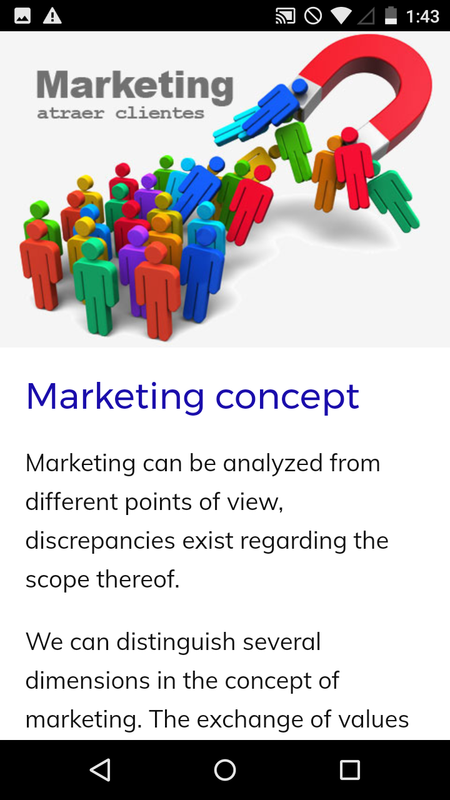 1:43
Marketing
atraer clientes
Marketing concept
Marketing can be analyzed from
different points of view,
discrepancies exist regarding the
scope thereof.
We can distinguish several
dimensions in the concept of
marketing. The exchange of values